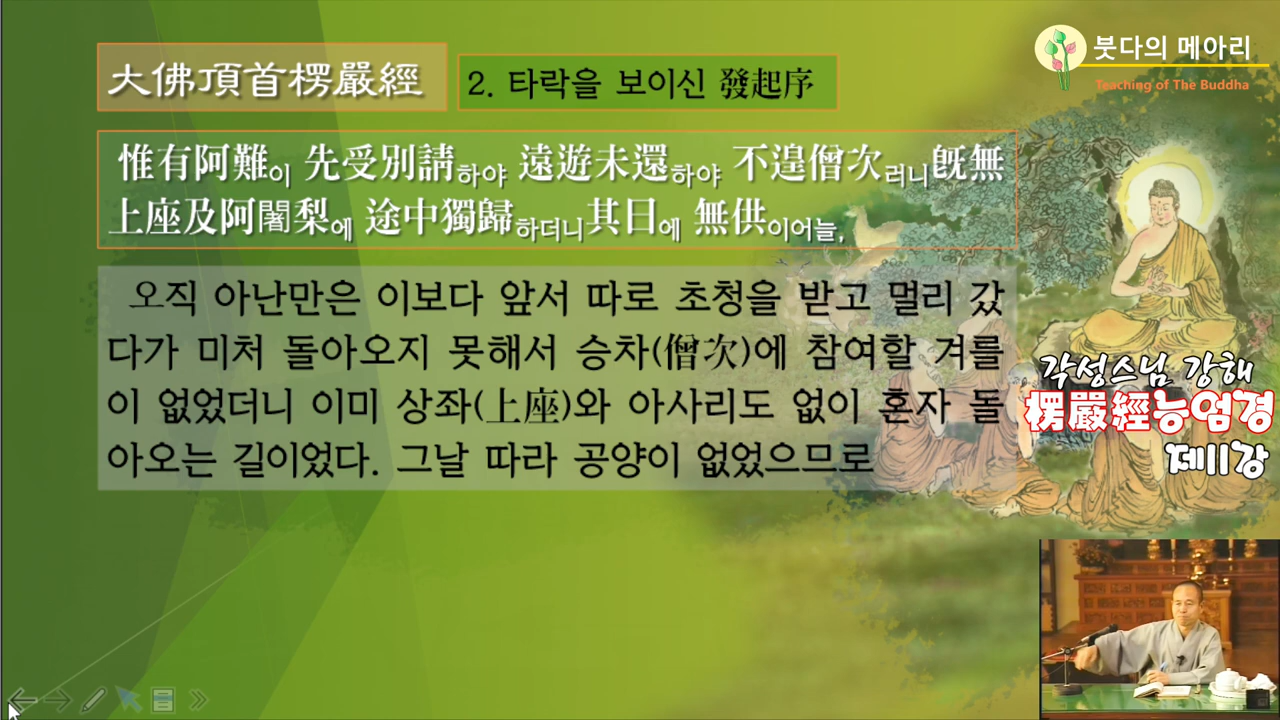 大佛頂首楞嚴經
2. 타락을 보이신 發起序
붓다의 메아리
Teaching of The Buddha
惟有阿難이 先受別請하야 遠遊未還하야 不遑僧次러니旣無
上座及阿闍梨에 途中獨歸하더니其日에 無供이어늘,
오직 아난만은 이보다 앞서 따로 초청을 받고 멀리 갔
다가 미처 돌아오지 못해서 승차(僧次)에 참여할 겨를
이 없었더니 이미 상좌(上座)와 아사리도 없이 혼자 돌
아오는 길이었다. 그날 따라 공양이 없었으므로
각성스님 강해
楞嚴經능엄경
제11강